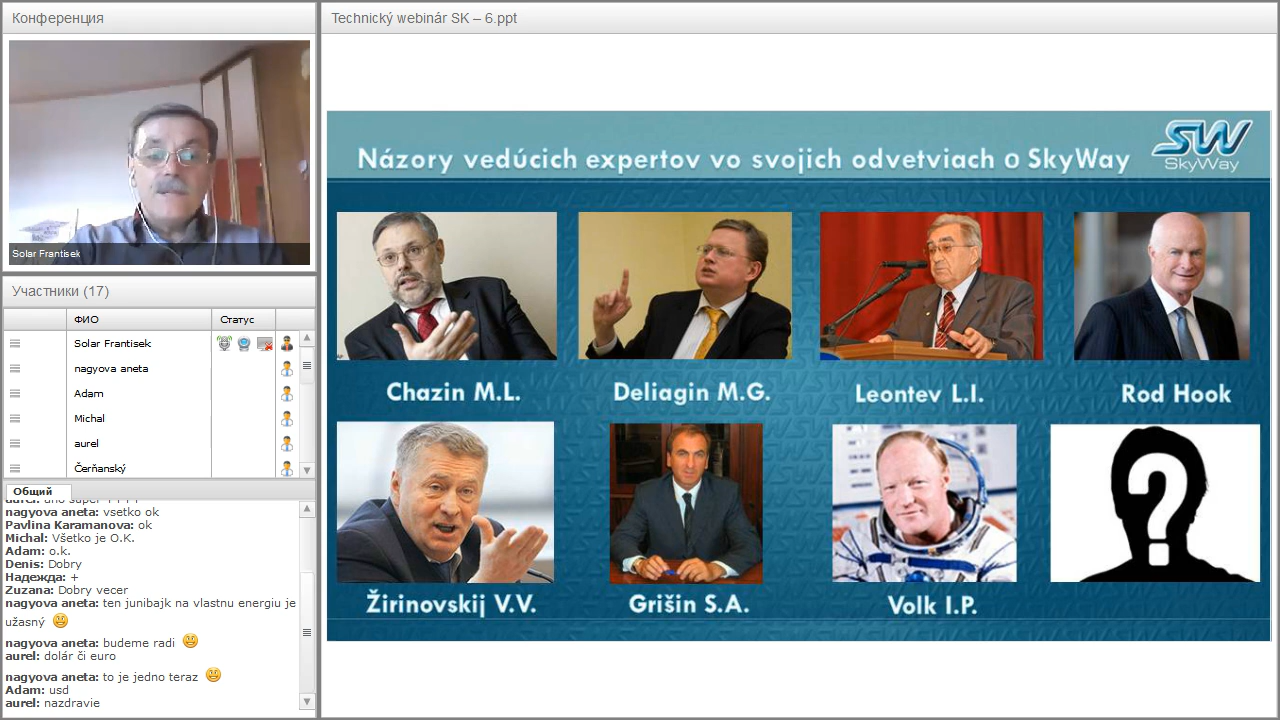 Конференция
Solar Frantisek
Участники (17)
ФИО
Статус
Solar Frantisek
nagyova aneta
Adam
Michal
aurel
Čerňanský
Общий
nagyova aneta: vsetko ok
Pavlina Karamanova: ok
Michal: Všetko je O.K.
Adam: o.k.
Denis: Dobry
Надежда: +
Zuzana: Dobry vecer
nagyova aneta: ten junibajk na vlastnu energiu je
užasný
nagyova aneta: budeme radi
aurel: dolár či euro
nagyova aneta: to je jedno teraz
Adam: usd
aurel: nazdravie
Technický webinár SK – 6.ppt
Názory vedúcich expertov vo svojich odvetviach o SkyWay
SW
SkyWay
Chazin M.L.
Deliagin M.G.
Leontev L.I.
Rod Hook
Žirinovskij V.V.
Grišin S.A.
Volk I.P.
?